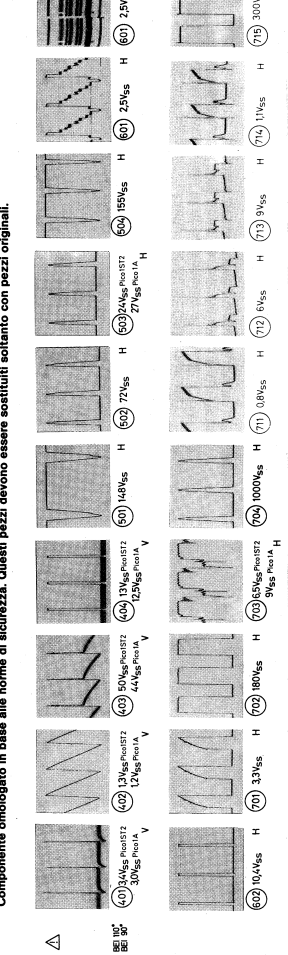 Componente omologato in base alle norme di sicurezza. Questi pezzi devono essere sostituiti soltanto con pezzi originali.
BEI 110°
BEI 90°
401 3,4Vss Pico1ST2
3,0Vss Pico1A
V
402 1,3Vss Pico1ST2
1,2Vss Pico1A
V
403 50Vss Pico1ST2
44Vss Pico1A
V
404 13Vss Pico1ST2
12,5Vss Pico1A
V
501 148Vss H
502 72Vss H
503 24Vss Pico1ST2
27Vss Pico1A
H
504 155Vss H
601 2,5Vss H
601 2,5V
602 10,4Vss H
701 3,3Vss H
702 180Vss H
703 6,5Vss Pico1ST2
9Vss Pico1A
H
704 1000Vss H
711 0,8Vss H
712 6Vss H
713 9Vss H
714 1,1Vss H
715 300V